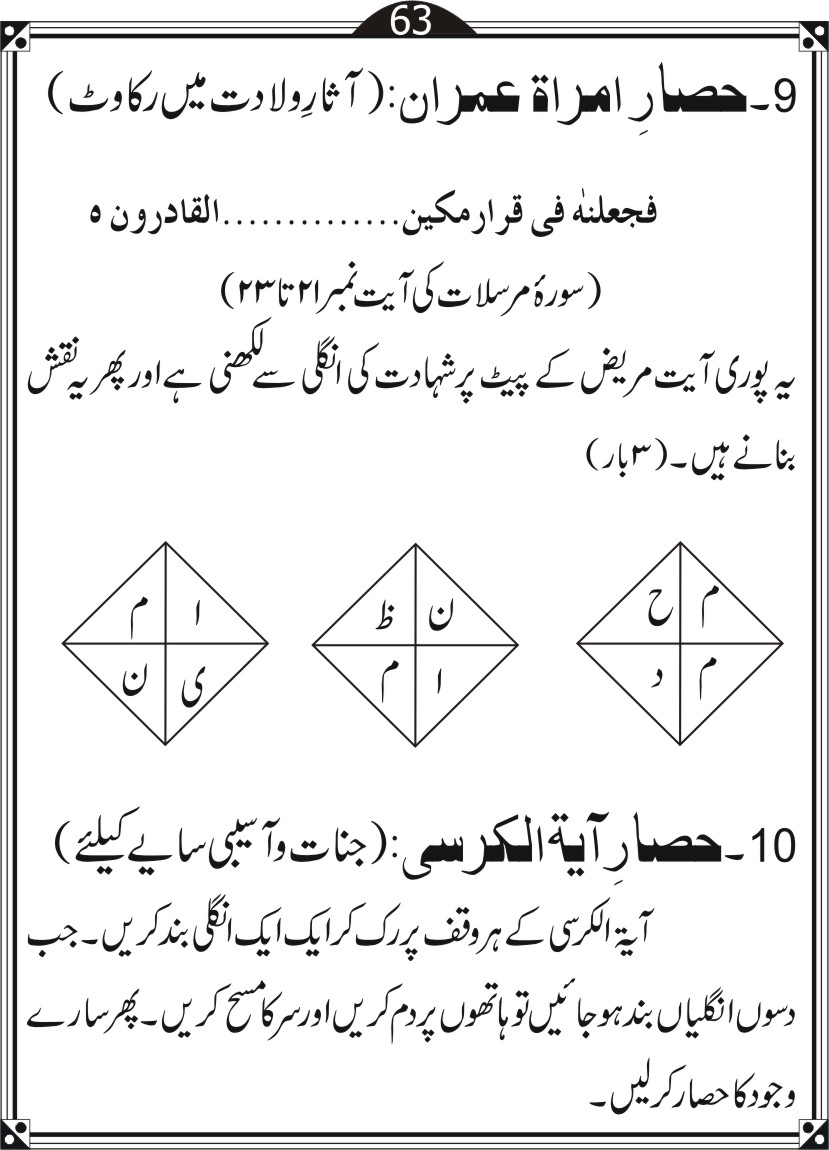 63
9۔حصارِ امراۃ عمران:(آثارِولادت میں رکاوٹ)
فجعلنٰہ فی قرار مکین..............القادرون ہ
(سورۂ مرسلات کی آیت نمبر ۲۱ تا ۲۳)
یہ پوری آیت مریض کے پیٹ پر شہادت کی انگلی سے لکھنی ہے اور پھر یہ نقش
بنانے ہیں۔(۳بار)
م ح ن ظ ا م
م د ا م ی ن
10۔حصارِ آیۃ الکرسی:(جنات و آسیبی سایے کیلئے)
آیۃ الکرسی کے ہر وقف پر رک کر ایک ایک انگلی بند کریں۔جب
دسوں انگلیاں بند ہو جائیں تو ہاتھوں پر دم کریں اور سر کا مسح کریں۔پھر سارے
وجود کا حصار کرلیں۔